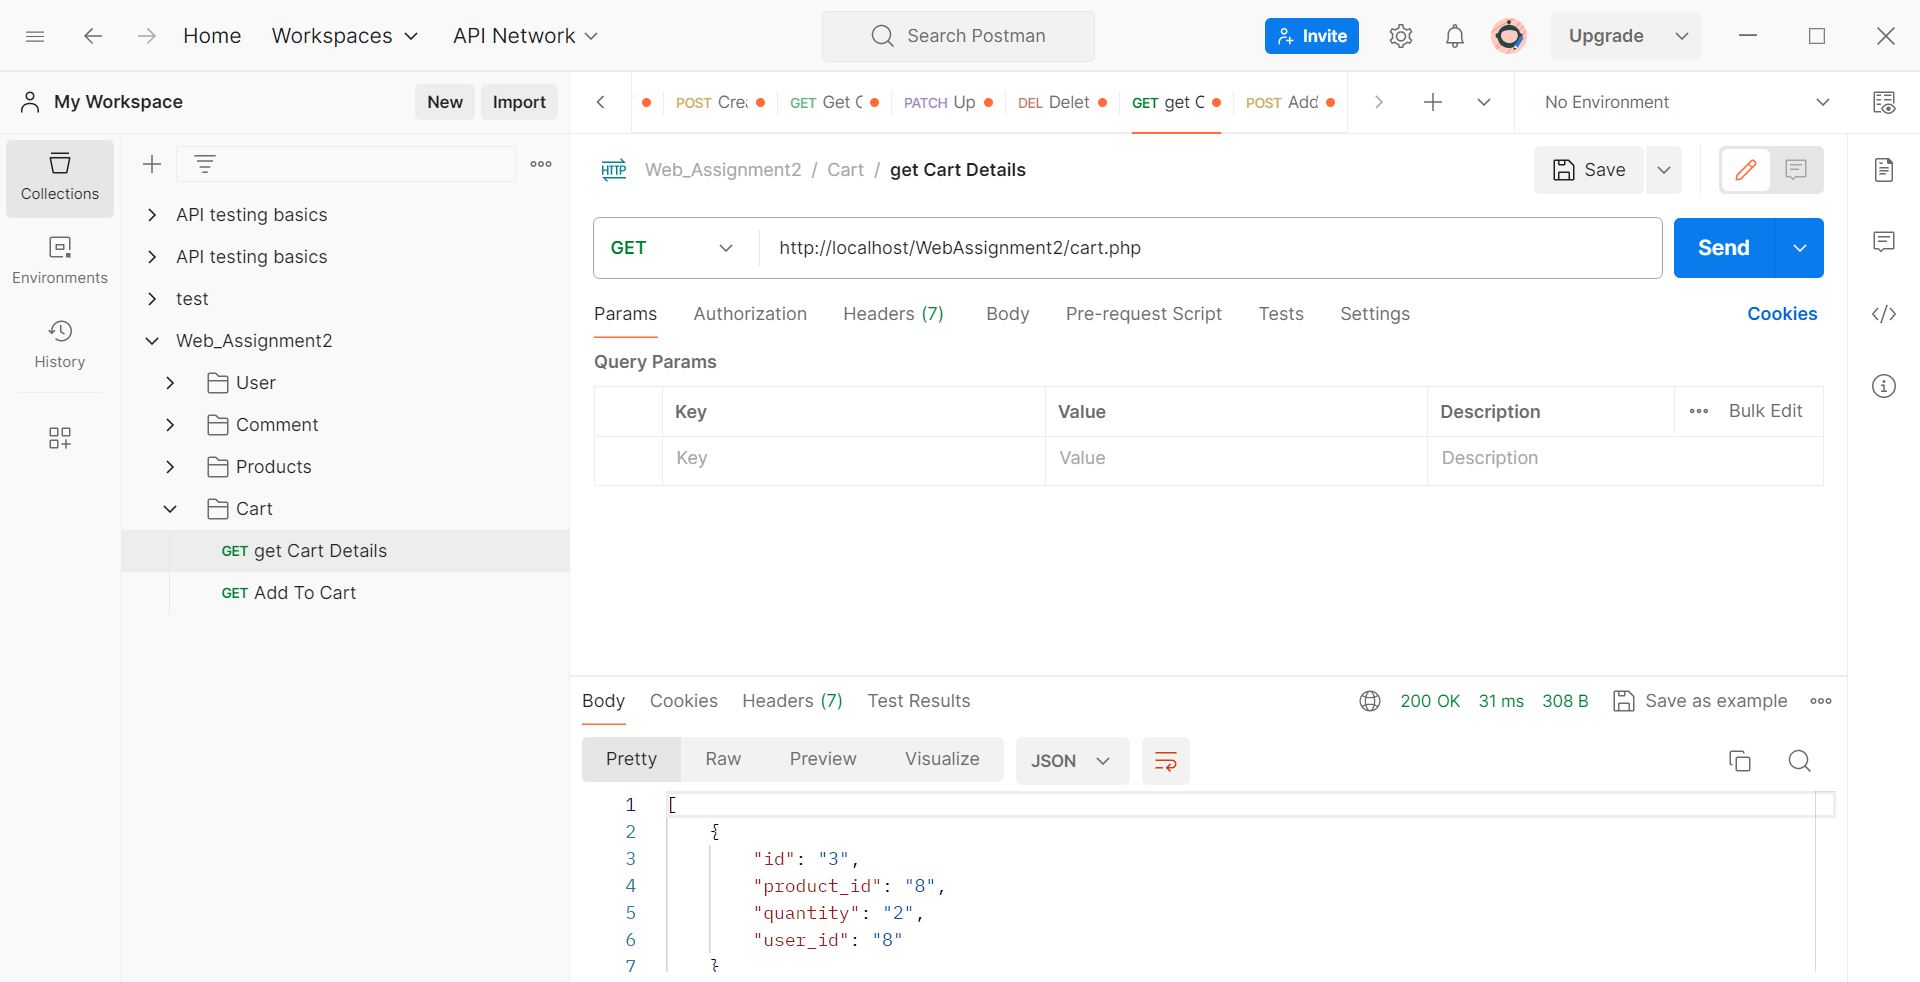 Home Workspaces API Network Search Postman Invite Upgrade
My Workspace New Import
POST Crea GET Get C PATCH Up DEL Delet GET get C POST Add No Environment
Collections
Environments
History
API testing basics
API testing basics
test
Web_Assignment2
User
Comment
Products
Cart
GET get Cart Details
GET Add To Cart
HTTP Web_Assignment2 / Cart / get Cart Details Save
GET http://localhost/WebAssignment2/cart.php Send
Params Authorization Headers (7) Body Pre-request Script Tests Settings Cookies
Query Params
Key Value Description Bulk Edit
Key Value Description
Body Cookies Headers (7) Test Results 200 OK 31 ms 308 B Save as example
Pretty Raw Preview Visualize JSON
1 [
2 {
3 "id": "3",
4 "product_id": "8",
5 "quantity": "2",
6 "user_id": "8"
7 }